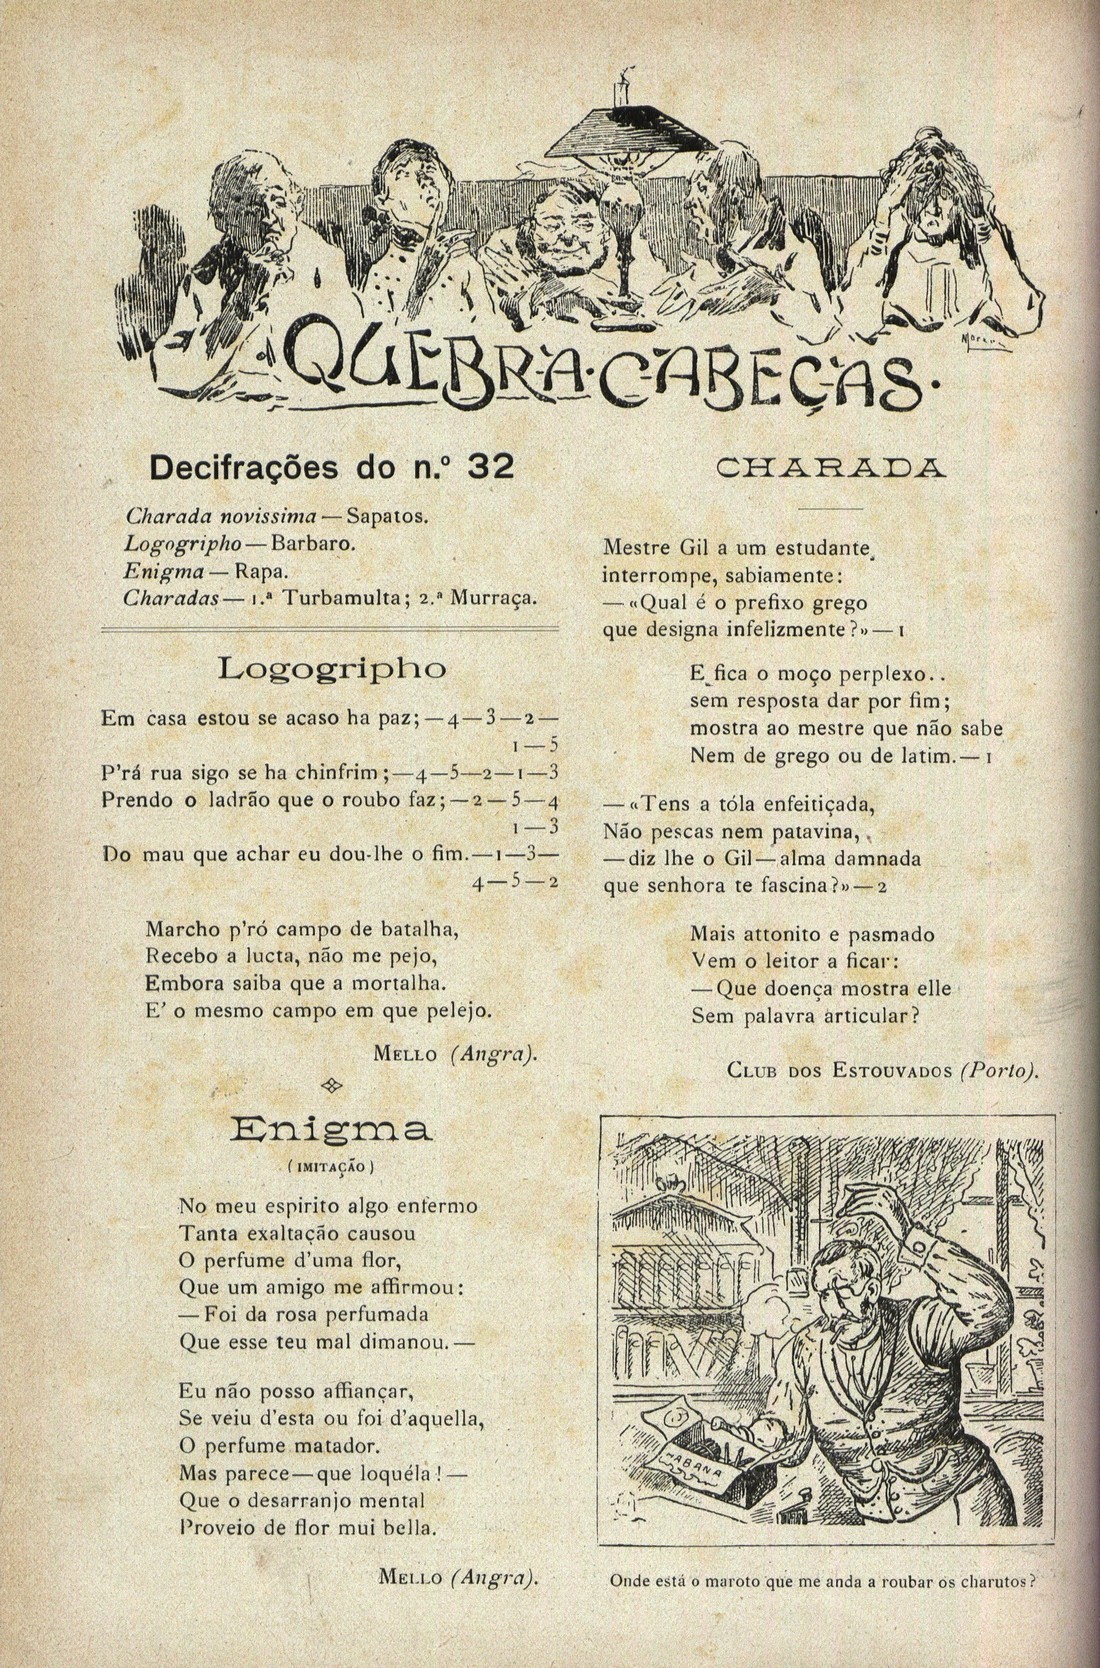 QUEBRA-CABEÇAS.
Decifrações do n.º 32
Charada novissima — Sapatos.
Logogripho — Barbaro.
Enigma — Rapa.
Charadas — 1.ª Turbamulta; 2.ª Murraça.
Logogripho
Em casa estou se acaso ha paz; — 4 — 3 — 2 —
1 — 5
P'rá rua sigo se ha chinfrim; — 4 — 5 — 2 — 1 — 3
Prendo o ladrão que o roubo faz; — 2 — 5 — 4
1 — 3
Do mau que achar eu dou-lhe o fim. — 1 — 3 —
4 — 5 — 2
Marcho p'ró campo de batalha,
Recebo a lucta, não me pejo,
Embora saiba que a mortalha.
E' o mesmo campo em que pelejo.
MELLO (Angra).
Enigma
(IMITAÇÃO)
No meu espirito algo enfermo
Tanta exaltação causou
O perfume d'uma flor,
Que um amigo me affirmou:
— Foi da rosa perfumada
Que esse teu mal dimanou. —
Eu não posso affiançar,
Se veiu d'esta ou foi d'aquella,
O perfume matador.
Mas parece — que loquéla! —
Que o desarranjo mental
Proveio de flor mui bella.
MELLO (Angra).
CHARADA
Mestre Gil a um estudante
interrompe, sabiamente:
— «Qual é o prefixo grego
que designa infelizmente?» — 1
E fica o moço perplexo..
sem resposta dar por fim;
mostra ao mestre que não sabe
Nem de grego ou de latim. — 1
— «Tens a tóla enfeitiçada,
Não pescas nem patavina,
— diz lhe o Gil — alma damnada
que senhora te fascina?» — 2
Mais attonito e pasmado
Vem o leitor a ficar:
— Que doença mostra elle
Sem palavra articular?
CLUB DOS ESTOUVADOS (Porto).
HABANA
Onde está o maroto que me anda a roubar os charutos?